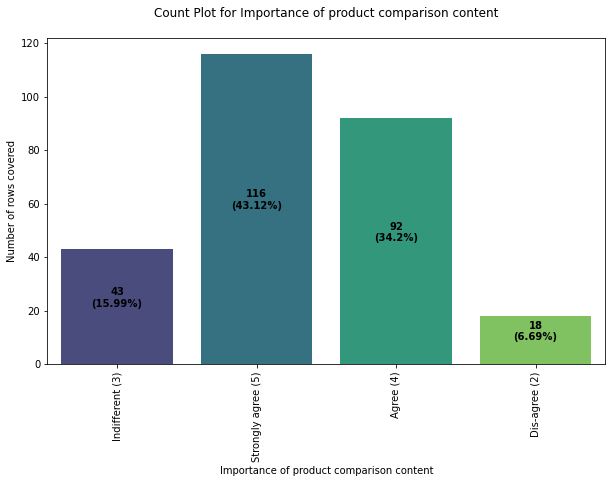 Count Plot for Importance of product comparison content
Number of rows covered
120
100
80
60
40
20
0
43
(15.99%)
116
(43.12%)
92
(34.2%)
18
(6.69%)
Indifferent (3)
Strongly agree (5)
Agree (4)
Dis-agree (2)
Importance of product comparison content